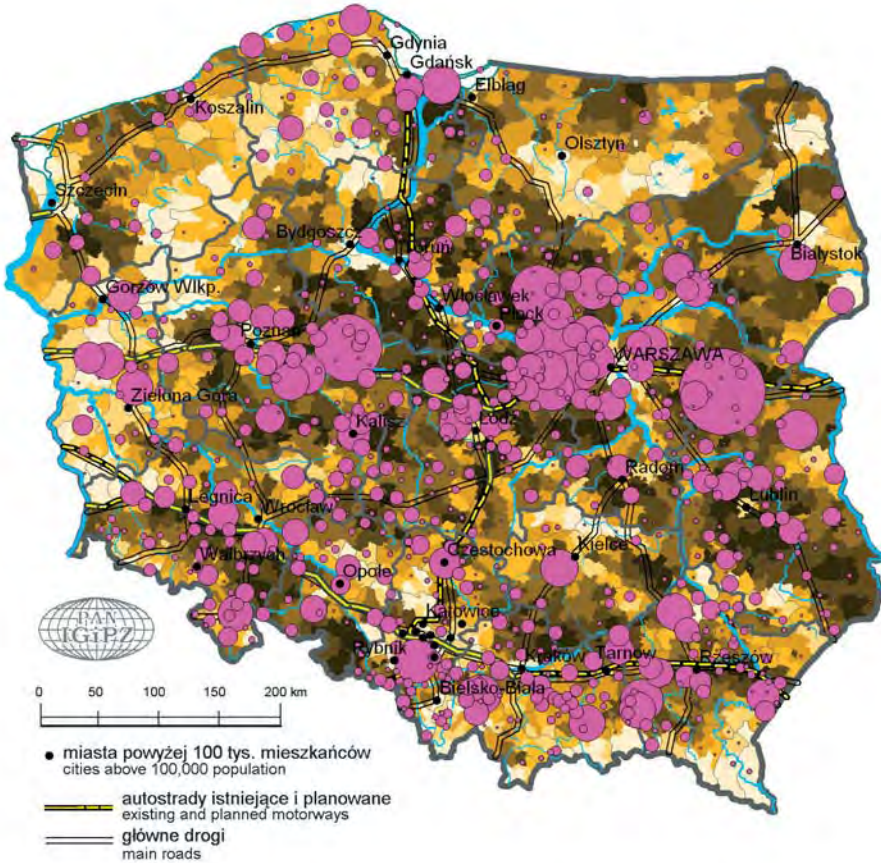 Gdynia
Gdańsk
Elbląg
Koszalin
Olsztyn
Szczecin
Bydgoszcz
Toruń
Białystok
Gorzów Wlkp.
Włocławek
Płock
Poznań
WARSZAWA
Zielona Góra
Kalisz
Łódź
Radom
Legnica
Wrocław
Lublin
Wałbrzych
Częstochowa
Kielce
Opole
PAN
IGiPZ
Katowice
Rybnik
Kraków
Tarnów
Rzeszów
Bielsko-Biała
0 50 100 150 200 km
miasta powyżej 100 tys. mieszkańców
cities above 100,000 population
autostrady istniejące i planowane
existing and planned motorways
główne drogi
main roads